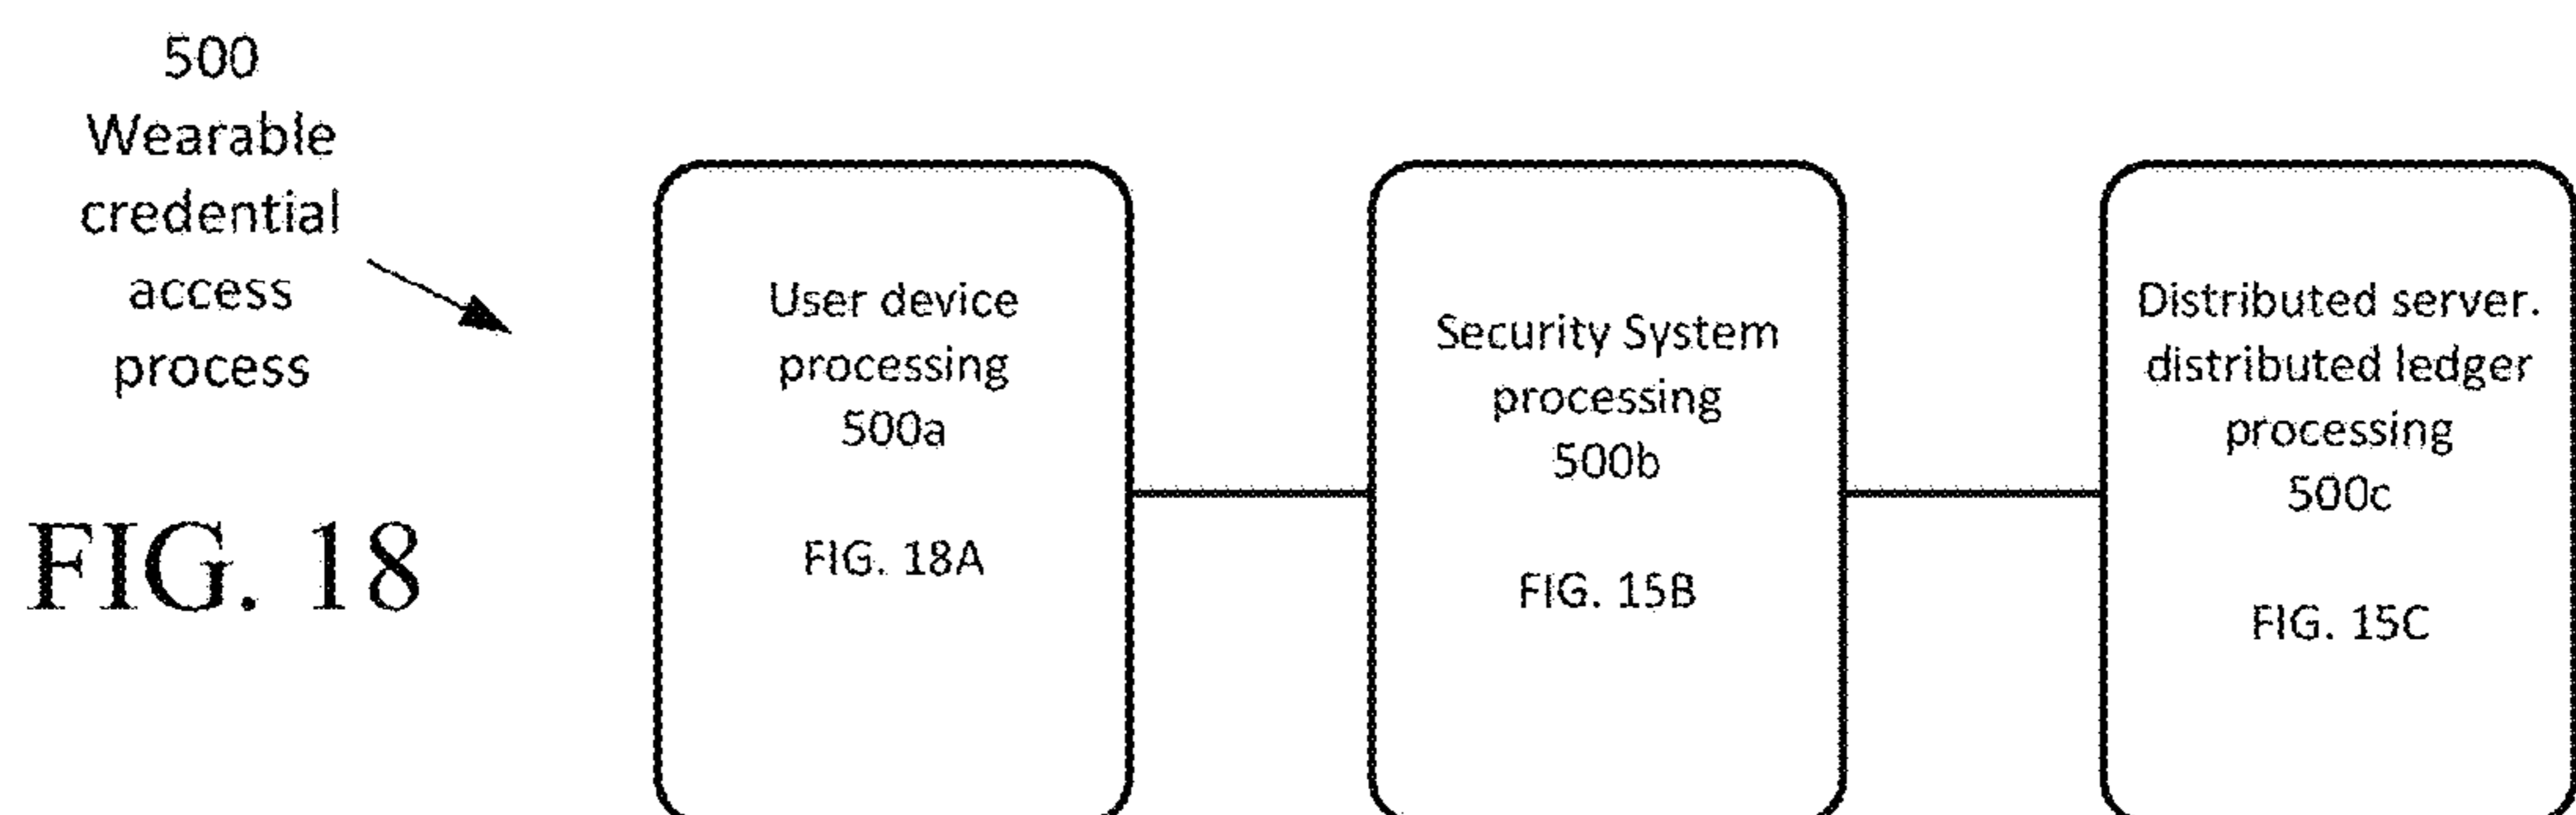 500
Wearable
credential
access
process
FIG. 18
User device
processing
500a
FIG. 18A
Security System
processing
500b
FIG. 15B
Distributed server.
distributed ledger
processing
500c
FIG. 15C